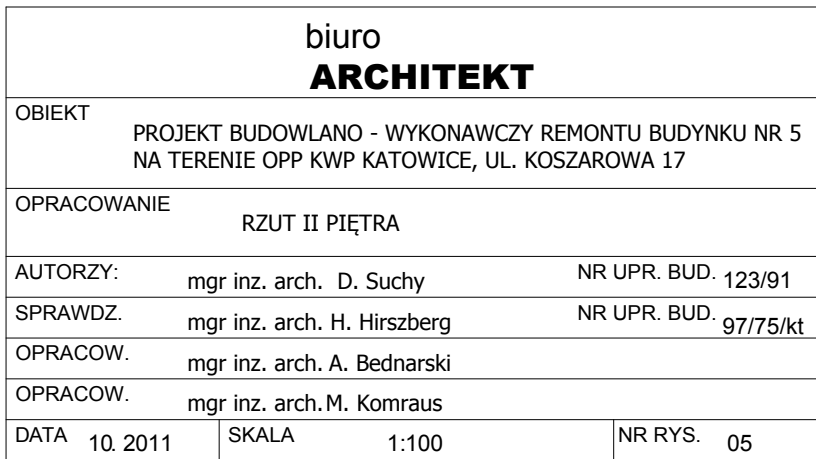 biuro
ARCHITEKT
OBIEKT
PROJEKT BUDOWLANO - WYKONAWCZY REMONTU BUDYNKU NR 5
NA TERENIE OPP KWP KATOWICE, UL. KOSZAROWA 17
OPRACOWANIE
RZUT II PIĘTRA
AUTORZY: mgr inz. arch. D. Suchy NR UPR. BUD. 123/91
SPRAWDZ. mgr inz. arch. H. Hirszberg NR UPR. BUD. 97/75/kt
OPRACOW. mgr inz. arch. A. Bednarski
OPRACOW. mgr inz. arch. M. Komraus
DATA 10. 2011 SKALA 1:100 NR RYS. 05